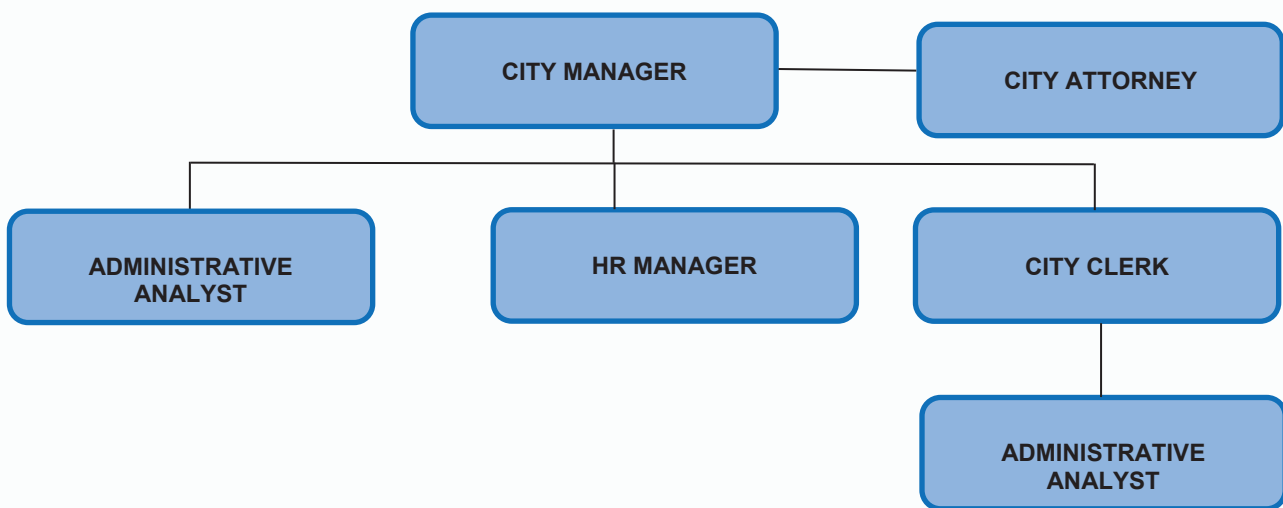 CITY MANAGER
CITY ATTORNEY
ADMINISTRATIVE
ANALYST
HR MANAGER
CITY CLERK
ADMINISTRATIVE
ANALYST